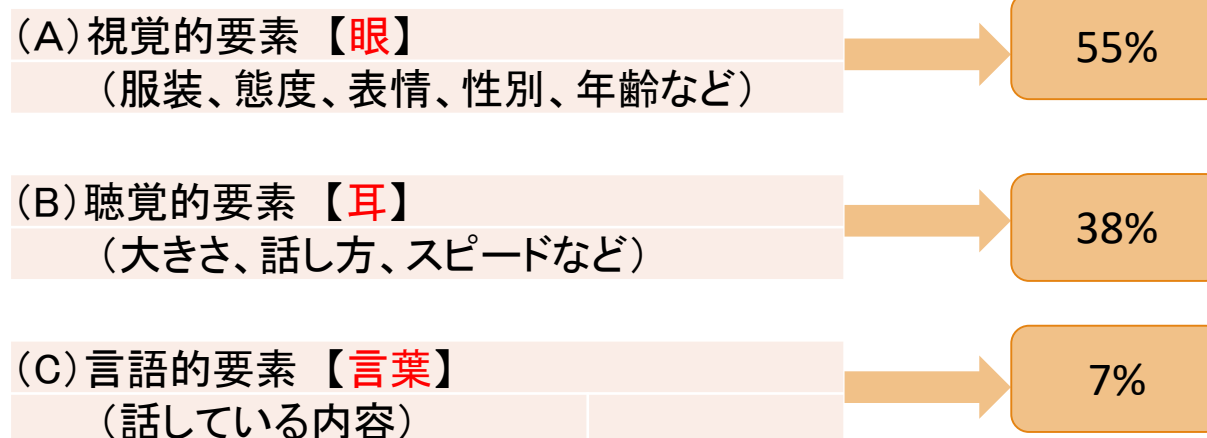 (A)視覚的要素 【眼】
(服装、態度、表情、性別、年齢など)
55%
(B)聴覚的要素 【耳】
(大きさ、話し方、スピードなど)
38%
(C)言語的要素 【言葉】
(話している内容)
7%